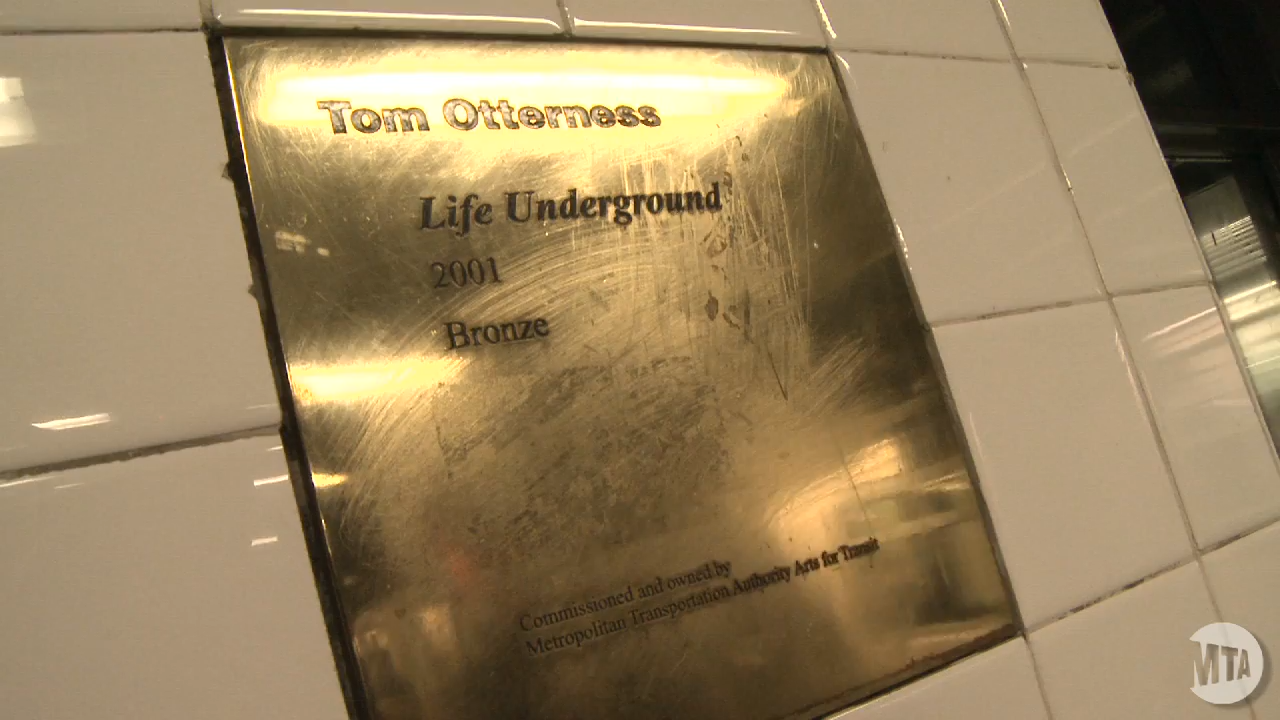 Tom Otterness
Life Underground
2001
Bronze
Commissioned and owned by
Metropolitan Transportation Authority Arts for Transit
MTA